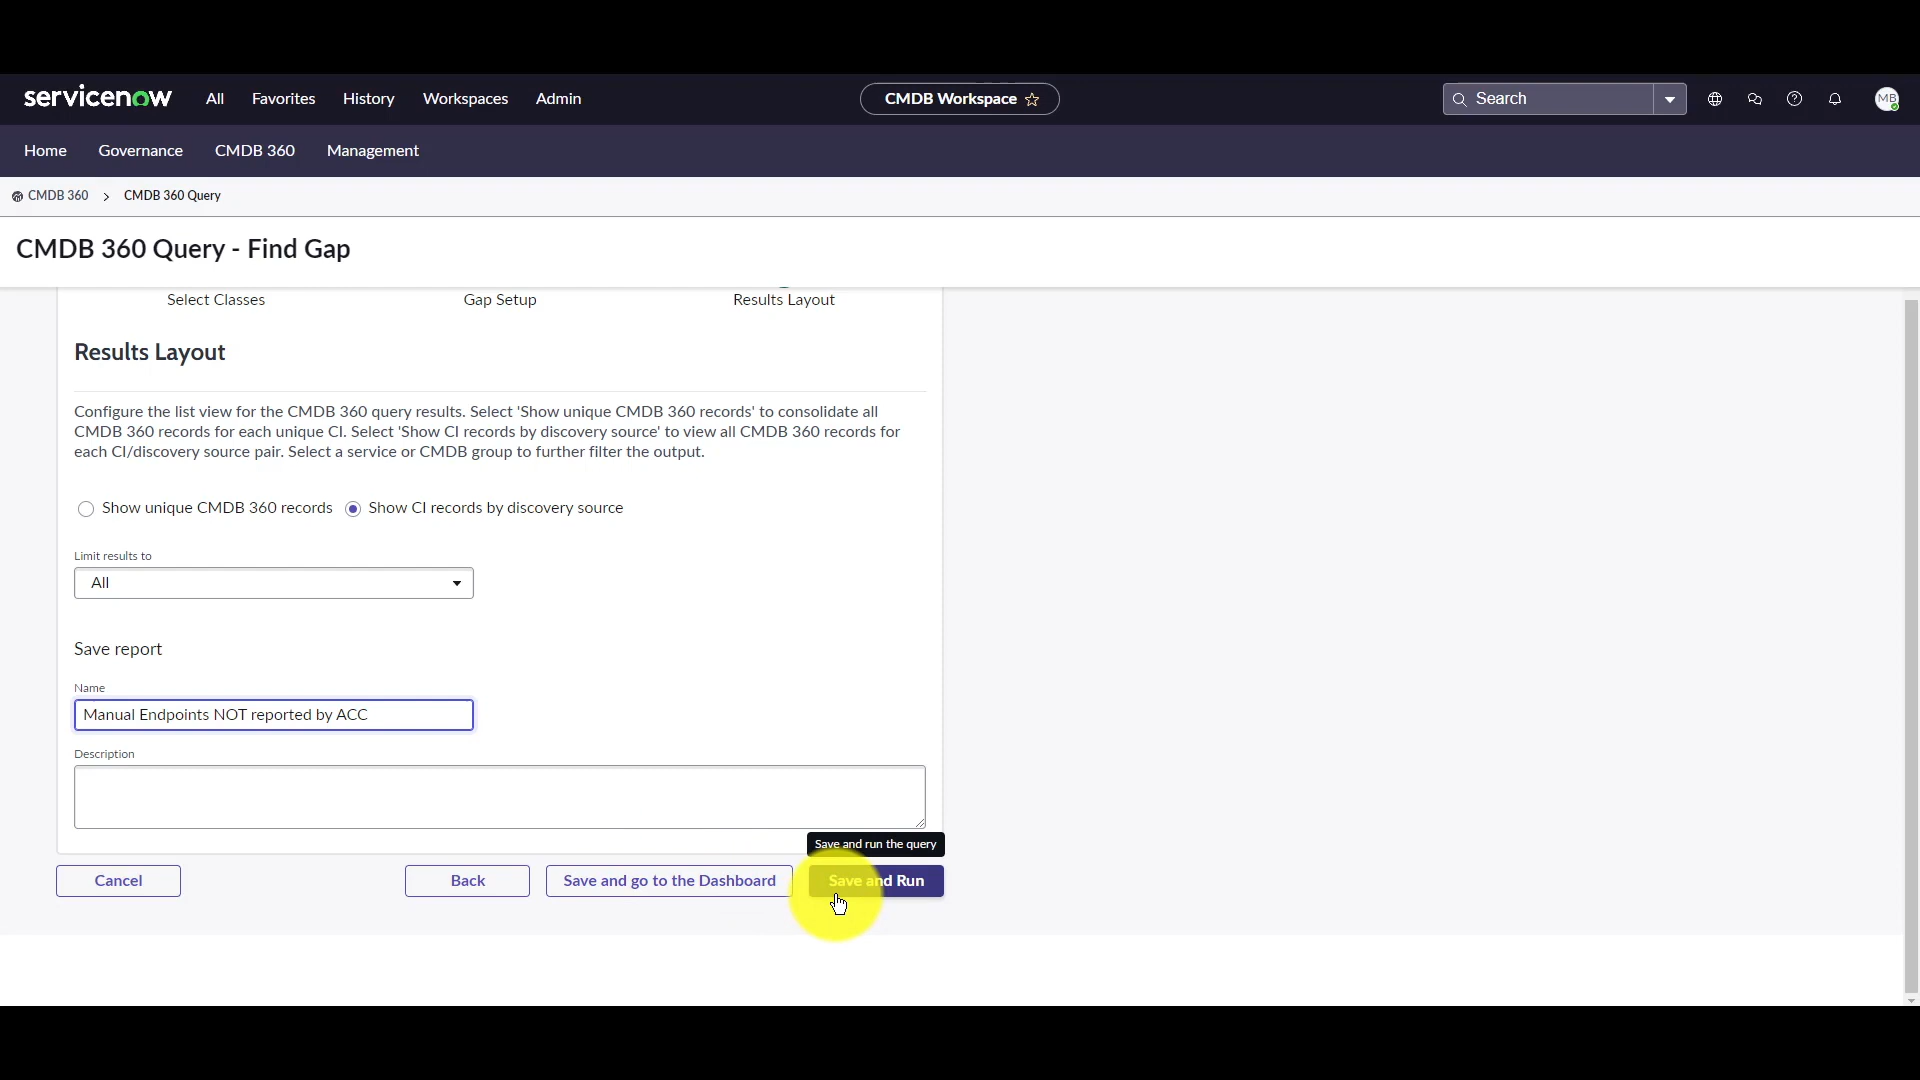 servicenow
All
Favorites
History
Workspaces
Admin
CMDB Workspace
Search
MB
Home
Governance
CMDB 360
Management
CMDB 360
CMDB 360 Query
CMDB 360 Query - Find Gap
Select Classes
Gap Setup
Results Layout
Results Layout
Configure the list view for the CMDB 360 query results. Select 'Show unique CMDB 360 records' to consolidate all
CMDB 360 records for each unique CI. Select 'Show CI records by discovery source' to view all CMDB 360 records for
each CI/discovery source pair. Select a service or CMDB group to further filter the output.
Show unique CMDB 360 records
Show CI records by discovery source
Limit results to
All
Save report
Name
Manual Endpoints NOT reported by ACC
Description
Save and run the query
Cancel
Back
Save and go to the Dashboard
Save and Run